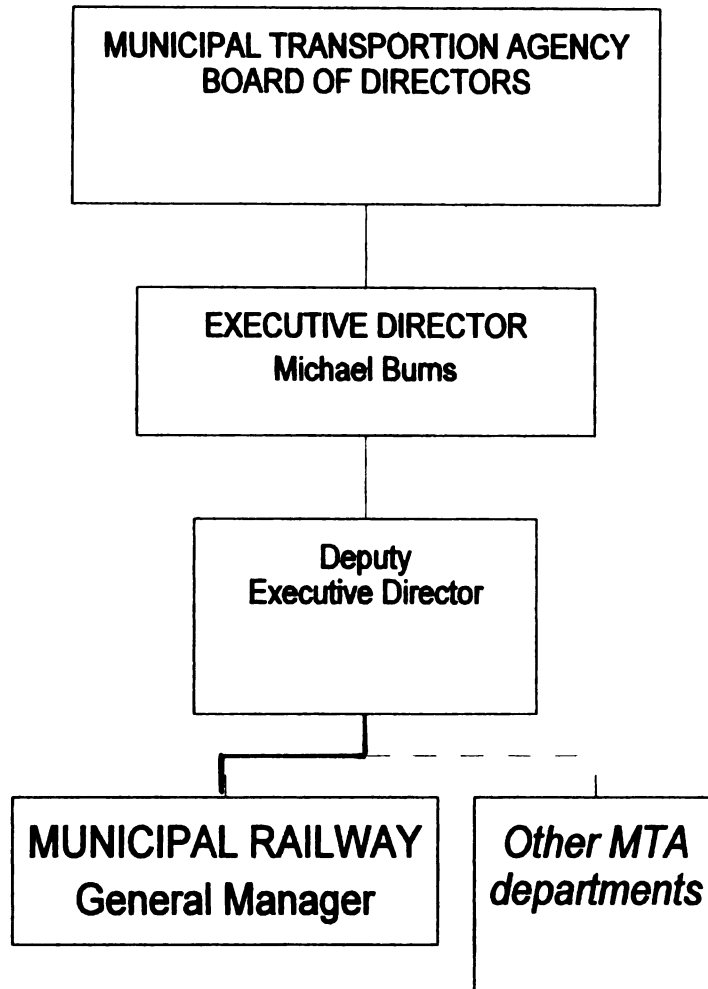 MUNICIPAL TRANSPORTION AGENCY
BOARD OF DIRECTORS
EXECUTIVE DIRECTOR
Michael Burns
Deputy
Executive Director
MUNICIPAL RAILWAY
General Manager
Other MTA
departments